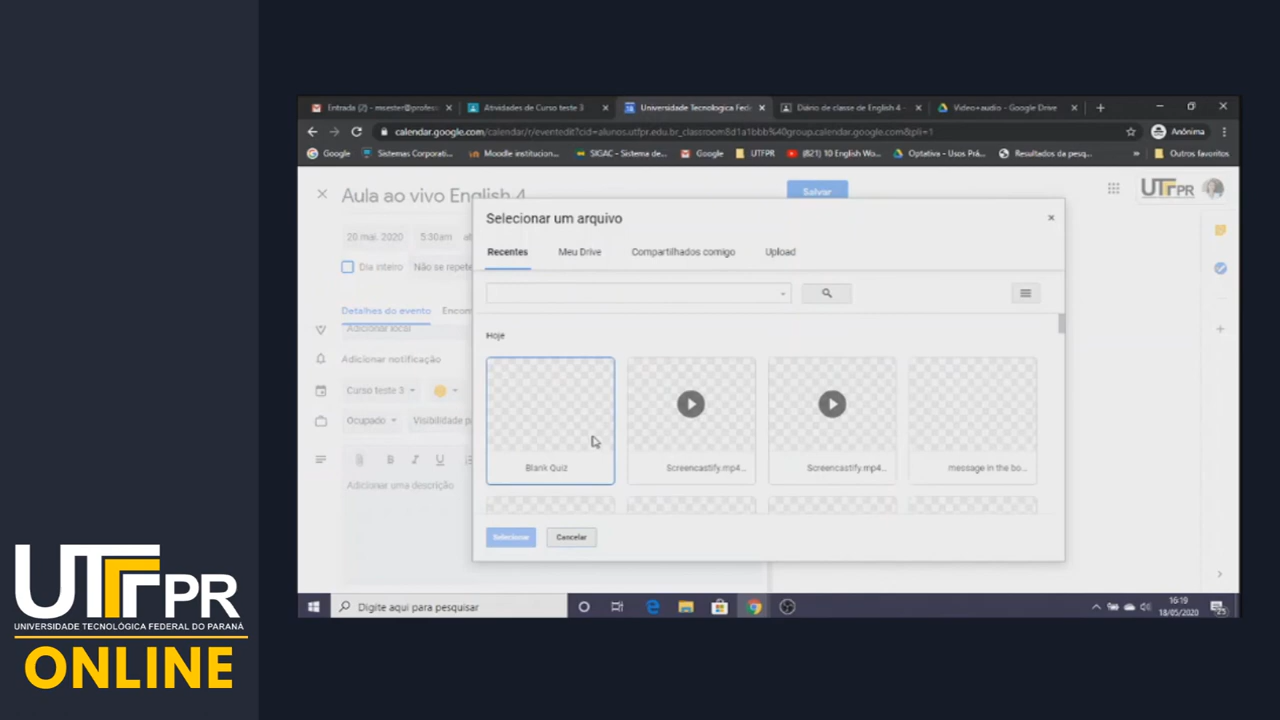 Entrada (2) - msester@profes
Atividades de Curso teste 3
Universidade Tecnologica Fede
Diário de classe de English 4 -
Video+audio - Google Drive
calendar.google.com/calendar/r/eventedit?cid=alunos.utfpr.edu.br_classroom8d1a1bbb%40group.calendar.google.com&pli=1
Anônima
Google
Sistemas Corporati...
Moodle institucion...
SIGAC - Sistema de...
Google
UTFPR
(821) 10 English Wo...
Optativa - Usos Prá...
Resultados da pesq...
»
Outros favoritos
Aula ao vivo English 4
Salvar
UTFPR
20 mai. 2020
5:30am
Dia inteiro
Não se repete
Detalhes do evento
Encon
Adicionar local
Adicionar notificação
Curso teste 3
Ocupado
Visibilidade p
B I U
Adicionar uma descrição
Selecionar um arquivo
Recentes
Meu Drive
Compartilhados comigo
Upload
Hoje
Blank Quiz
Screencastify.mp4...
Screencastify.mp4...
message in the bo...
Selecionar
Cancelar
Digite aqui para pesquisar
16:19
18/05/2020
UTFPR
UNIVERSIDADE TECNOLÓGICA FEDERAL DO PARANÁ
ONLINE